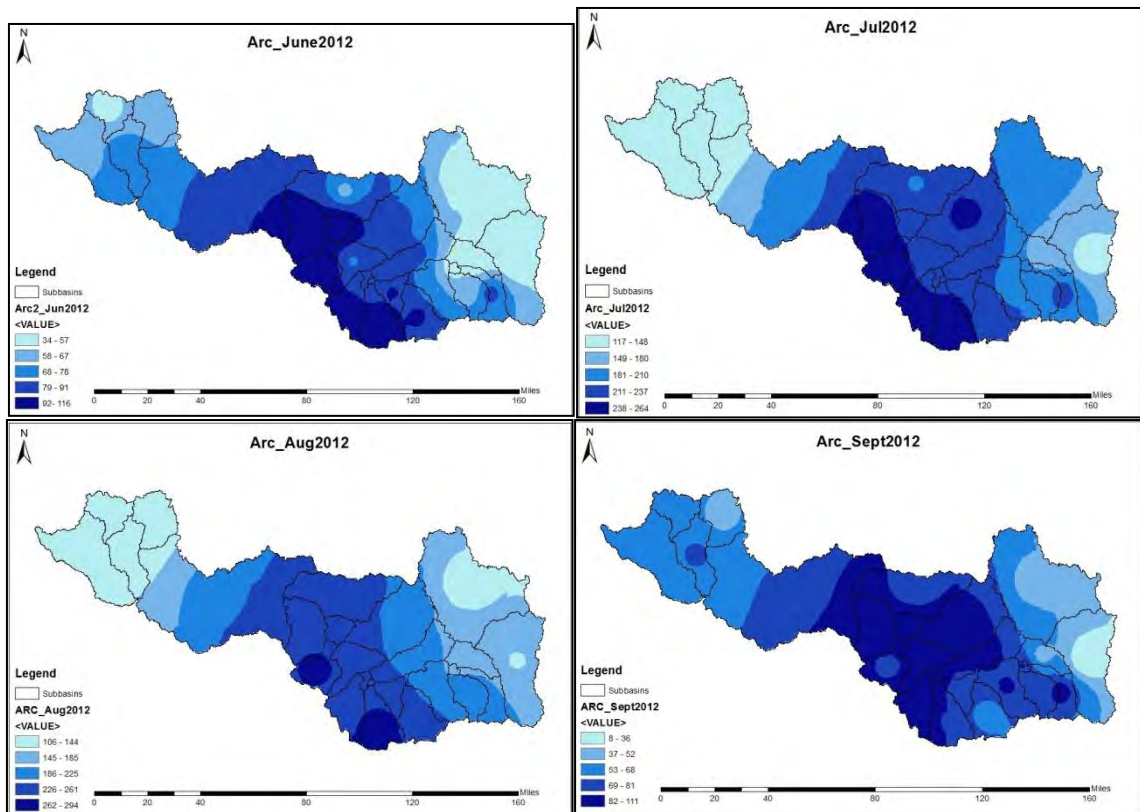 N
Arc_June2012
Legend
Subbasins
Arc2_Jun2012
<VALUE>
34 - 57
58 - 67
68 - 78
79 - 91
92 - 116
Miles
0 20 40 80 120 160
N
Arc_Jul2012
Legend
Subbasins
Arc_Jul2012
<VALUE>
117 - 148
149 - 180
181 - 210
211 - 237
238 - 264
Miles
0 20 40 80 120 160
N
Arc_Aug2012
Legend
Subbasins
ARC_Aug2012
<VALUE>
106 - 144
145 - 185
186 - 225
226 - 261
262 - 294
Miles
0 20 40 80 120 160
N
Arc_Sept2012
Legend
Subbasins
ARC_Sept2012
<VALUE>
8 - 36
37 - 52
53 - 68
69 - 81
82 - 111
Miles
0 20 40 80 120 160